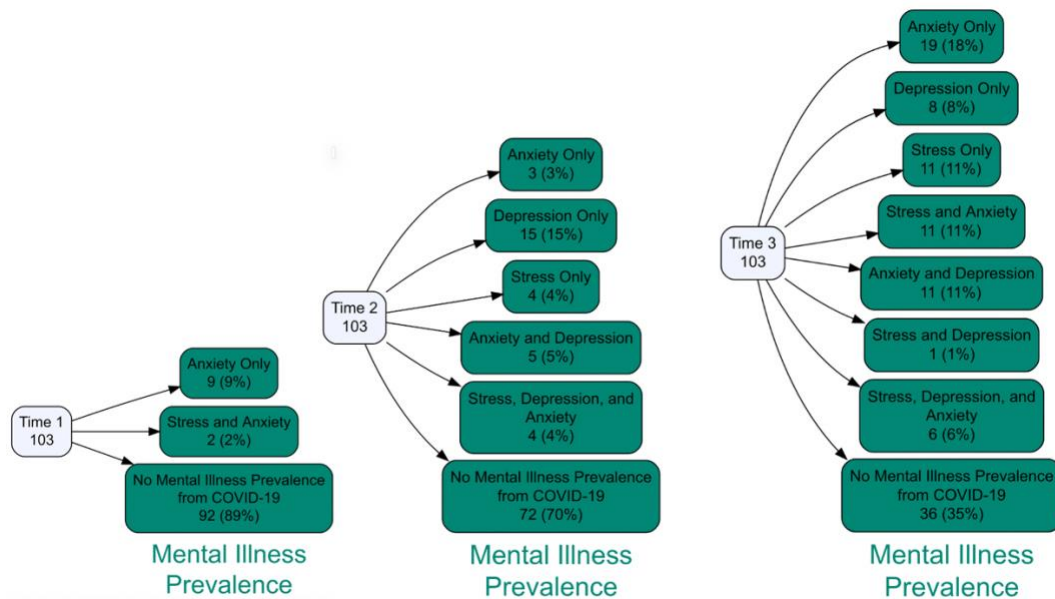 Time 1
103
Anxiety Only
9 (9%)
Stress and Anxiety
2 (2%)
No Mental Illness Prevalence
from COVID-19
92 (89%)
Mental Illness
Prevalence
Time 2
103
Anxiety Only
3 (3%)
Depression Only
15 (15%)
Stress Only
4 (4%)
Anxiety and Depression
5 (5%)
Stress, Depression, and
Anxiety
4 (4%)
No Mental Illness Prevalence
from COVID-19
72 (70%)
Mental Illness
Prevalence
Time 3
103
Anxiety Only
19 (18%)
Depression Only
8 (8%)
Stress Only
11 (11%)
Stress and Anxiety
11 (11%)
Anxiety and Depression
11 (11%)
Stress and Depression
1 (1%)
Stress, Depression, and
Anxiety
6 (6%)
No Mental Illness Prevalence
from COVID-19
36 (35%)
Mental Illness
Prevalence